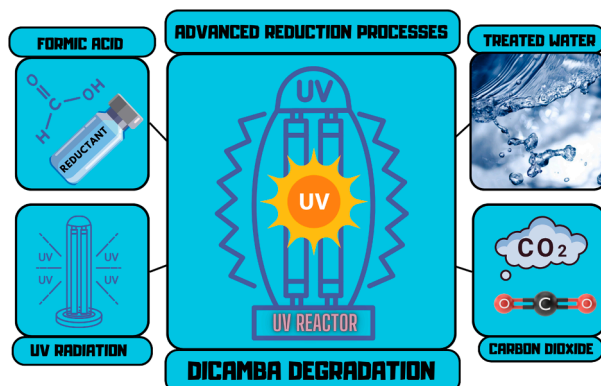 FORMIC ACID
O
C
OH
H
REDUCTANT
ADVANCED REDUCTION PROCESSES
UV
UV
UV REACTOR
DICAMBA DEGRADATION
TREATED WATER
UV UV
UV UV
UV RADIATION
CO2
O C O
CARBON DIOXIDE